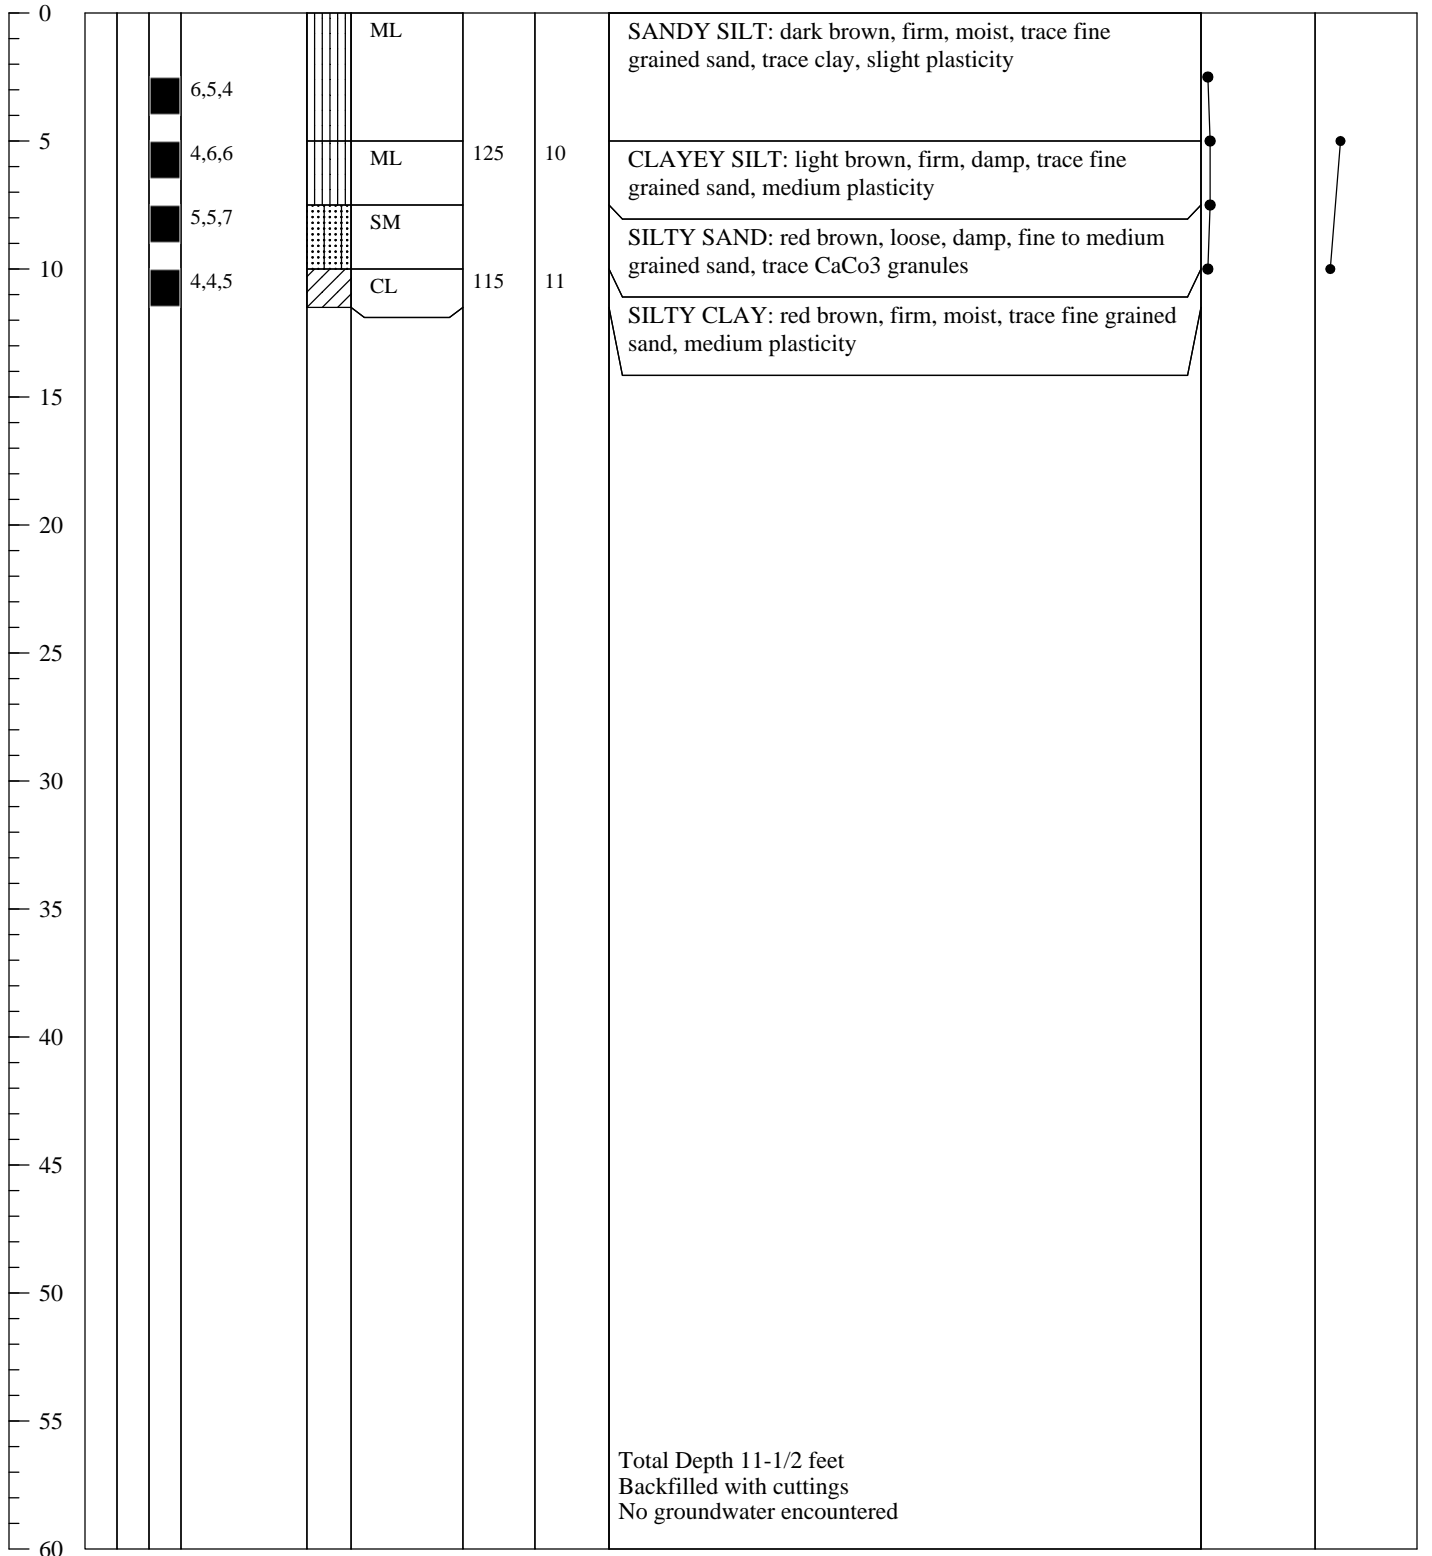 0
ML
SANDY SILT: dark brown, firm, moist, trace fine
grained sand, trace clay, slight plasticity
6,5,4
5
4,6,6
ML
125
10
CLAYEY SILT: light brown, firm, damp, trace fine
grained sand, medium plasticity
5,5,7
SM
SILTY SAND: red brown, loose, damp, fine to medium
grained sand, trace CaCo3 granules
10
4,4,5
CL
115
11
SILTY CLAY: red brown, firm, moist, trace fine grained
sand, medium plasticity
15
20
25
30
35
40
45
50
55
Total Depth 11-1/2 feet
Backfilled with cuttings
No groundwater encountered
60